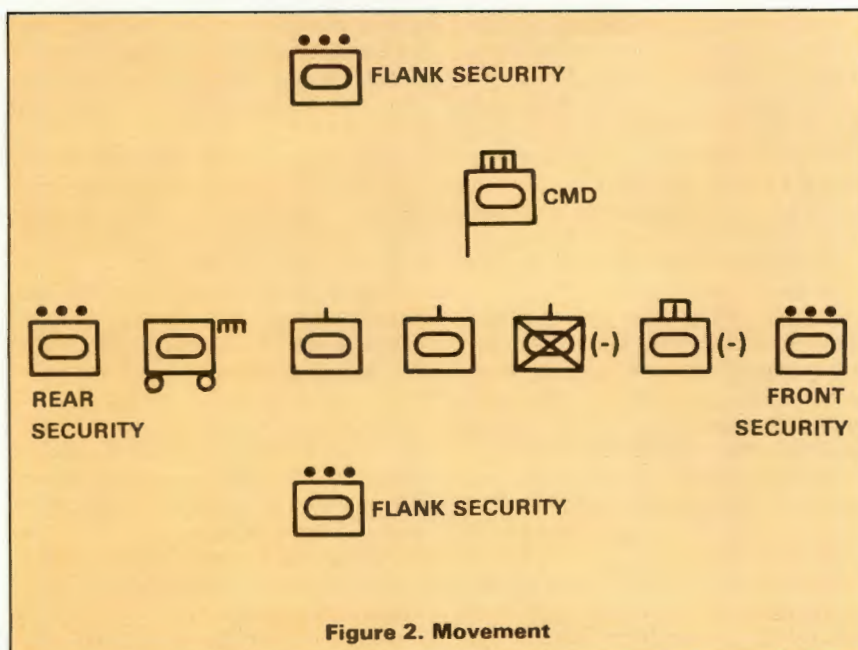 FLANK SECURITY
CMD
(-)
(-)
REAR
SECURITY
FRONT
SECURITY
FLANK SECURITY
Figure 2. Movement